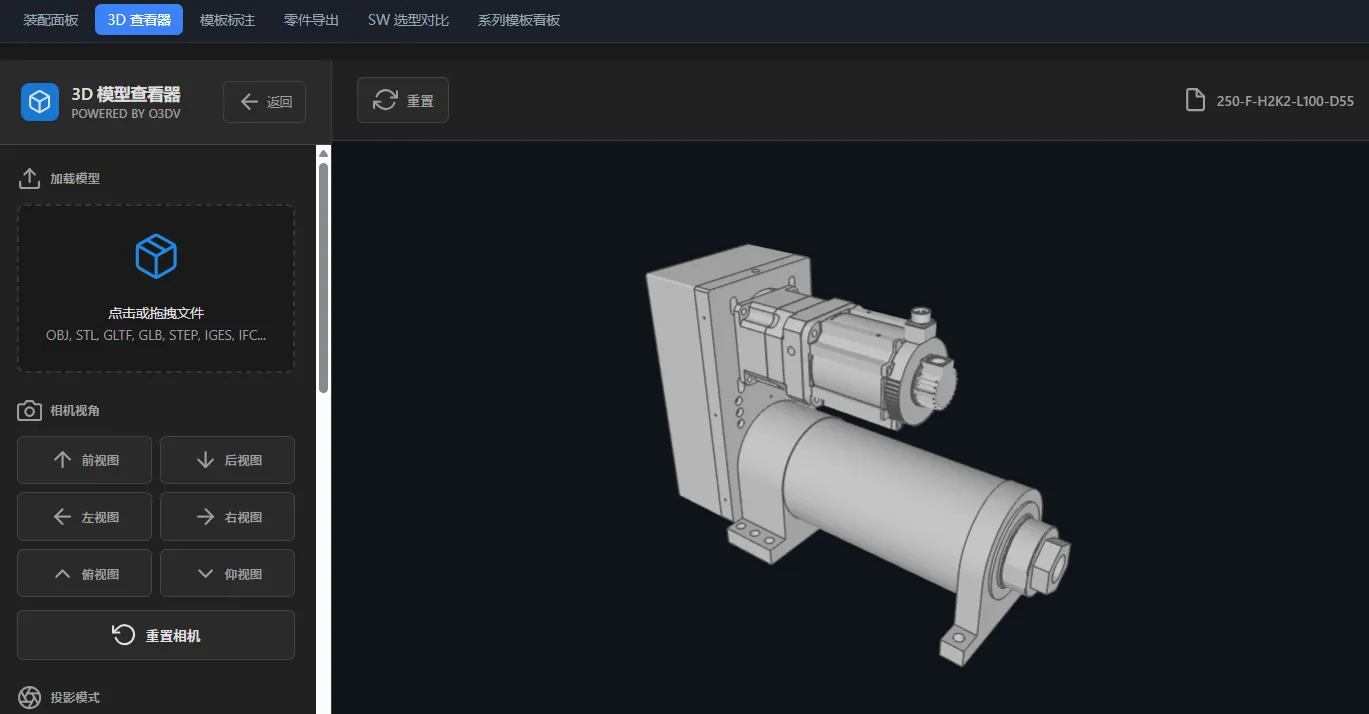 装配面板
3D 查看器
模板标注
零件导出
SW 选型对比
系列模板看板
3D 模型查看器
POWERED BY O3DV
返回
重置
250-F-H2K2-L100-D55
加载模型
点击或拖拽文件
OBJ, STL, GLTF, GLB, STEP, IGES, IFC...
相机视角
前视图
后视图
左视图
右视图
俯视图
仰视图
重置相机
投影模式